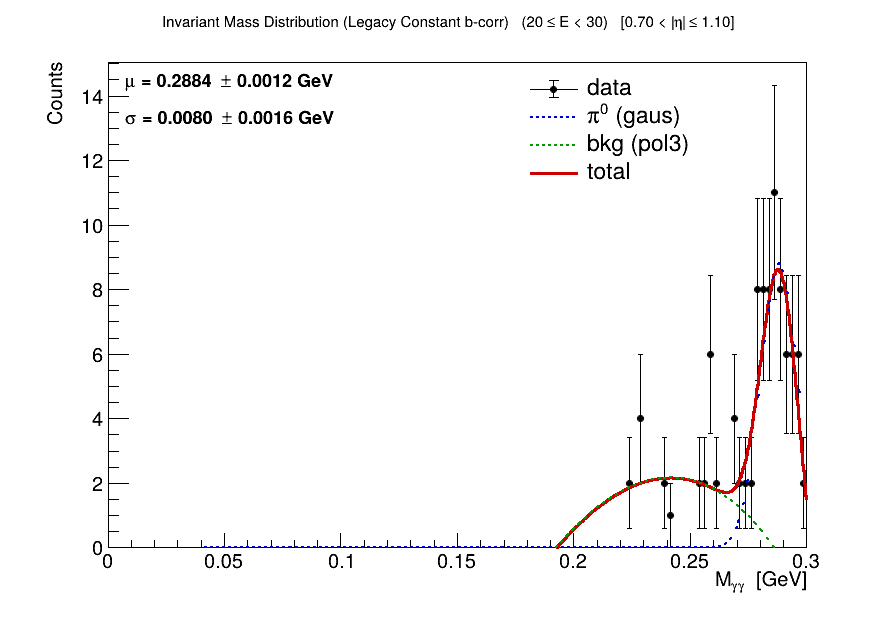 Invariant Mass Distribution (Legacy Constant b-corr) (20 ≤ E < 30) [0.70 < |η| ≤ 1.10]
Counts
μ = 0.2884 ± 0.0012 GeV
σ = 0.0080 ± 0.0016 GeV
data
π⁰ (gaus)
bkg (pol3)
total
14
12
10
8
6
4
2
0
0 0.05 0.1 0.15 0.2 0.25 0.3
M_γγ [GeV]